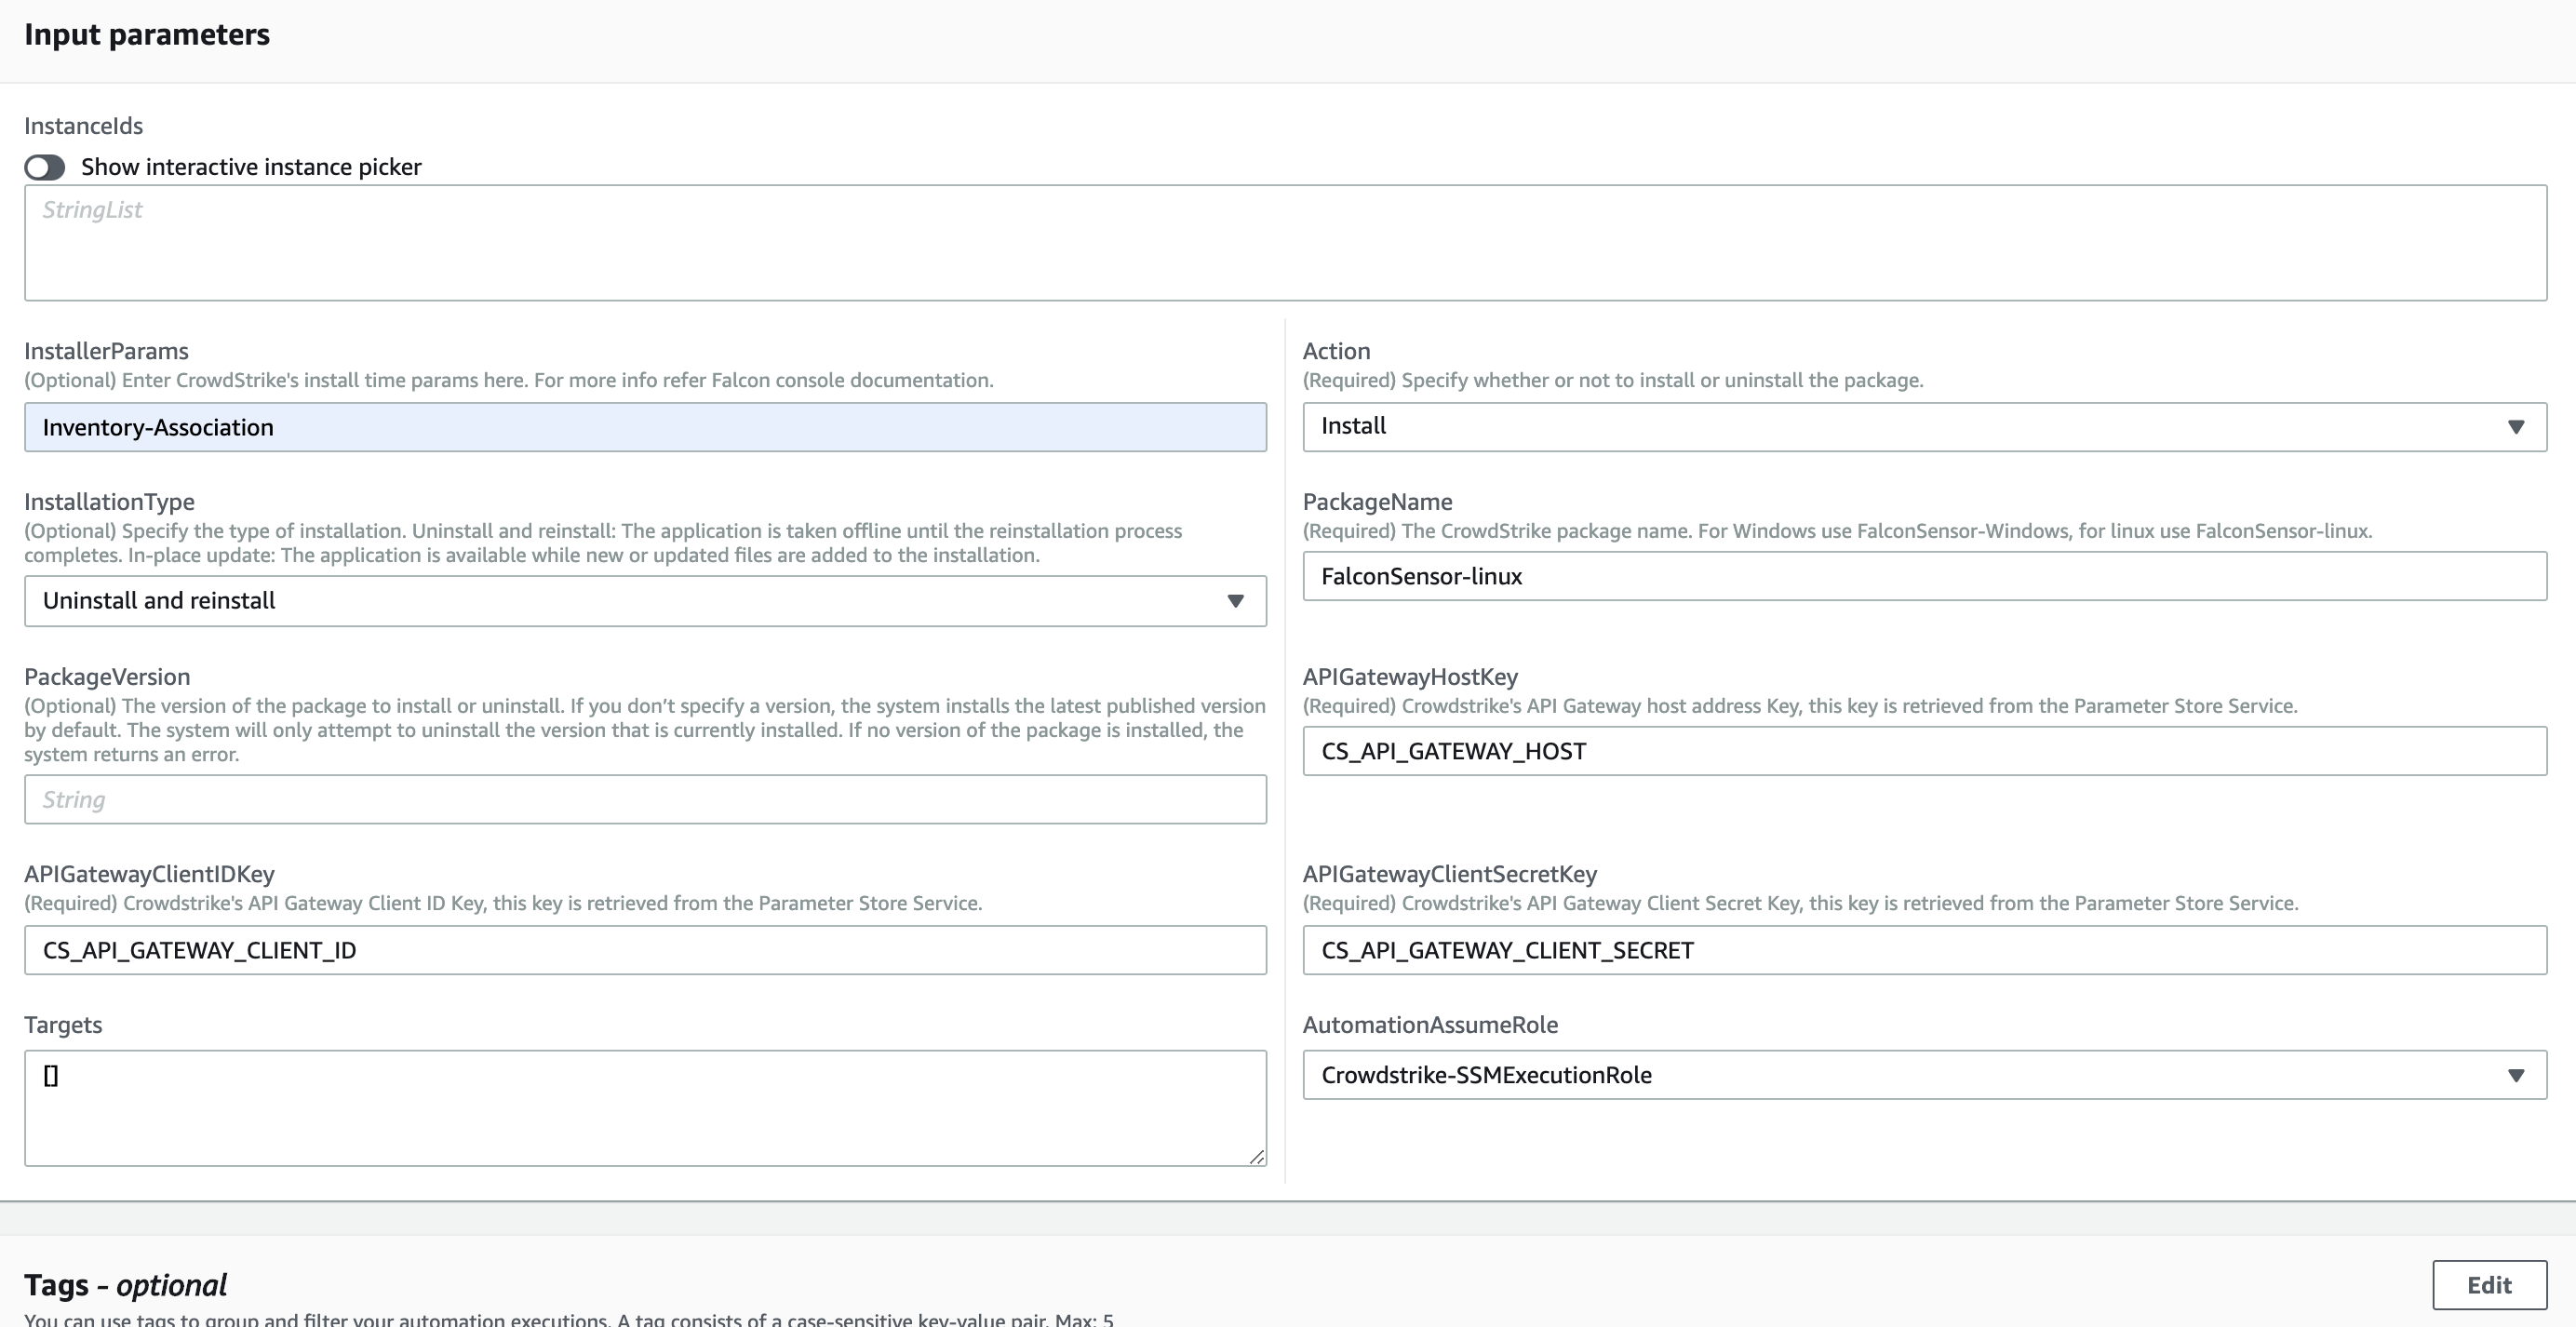 Input parameters
InstanceIds
Show interactive instance picker
StringList
InstallerParams
(Optional) Enter CrowdStrike's install time params here. For more info refer Falcon console documentation.
Inventory-Association
Action
(Required) Specify whether or not to install or uninstall the package.
Install
InstallationType
(Optional) Specify the type of installation. Uninstall and reinstall: The application is taken offline until the reinstallation process
completes. In-place update: The application is available while new or updated files are added to the installation.
Uninstall and reinstall
PackageName
(Required) The CrowdStrike package name. For Windows use FalconSensor-Windows, for linux use FalconSensor-linux.
FalconSensor-linux
PackageVersion
(Optional) The version of the package to install or uninstall. If you don’t specify a version, the system installs the latest published version
by default. The system will only attempt to uninstall the version that is currently installed. If no version of the package is installed, the
system returns an error.
String
APIGatewayHostKey
(Required) Crowdstrike's API Gateway host address Key, this key is retrieved from the Parameter Store Service.
CS_API_GATEWAY_HOST
APIGatewayClientIDKey
(Required) Crowdstrike's API Gateway Client ID Key, this key is retrieved from the Parameter Store Service.
CS_API_GATEWAY_CLIENT_ID
APIGatewayClientSecretKey
(Required) Crowdstrike's API Gateway Client Secret Key, this key is retrieved from the Parameter Store Service.
CS_API_GATEWAY_CLIENT_SECRET
Targets
[]
AutomationAssumeRole
Crowdstrike-SSMExecutionRole
Tags - optional
Edit
You can use tags to group and filter your automation executions. A tag consists of a case-sensitive key-value pair. Max: 5